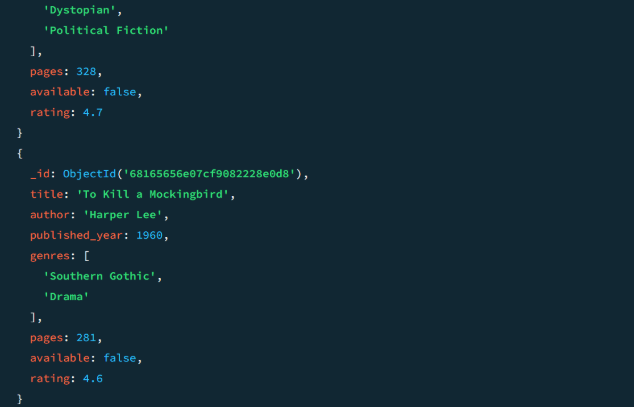 'Dystopian',
'Political Fiction'
],
pages: 328,
available: false,
rating: 4.7
}
{
_id: ObjectId('68165656e07cf9082228e0d8'),
title: 'To Kill a Mockingbird',
author: 'Harper Lee',
published_year: 1960,
genres: [
'Southern Gothic',
'Drama'
],
pages: 281,
available: false,
rating: 4.6
}